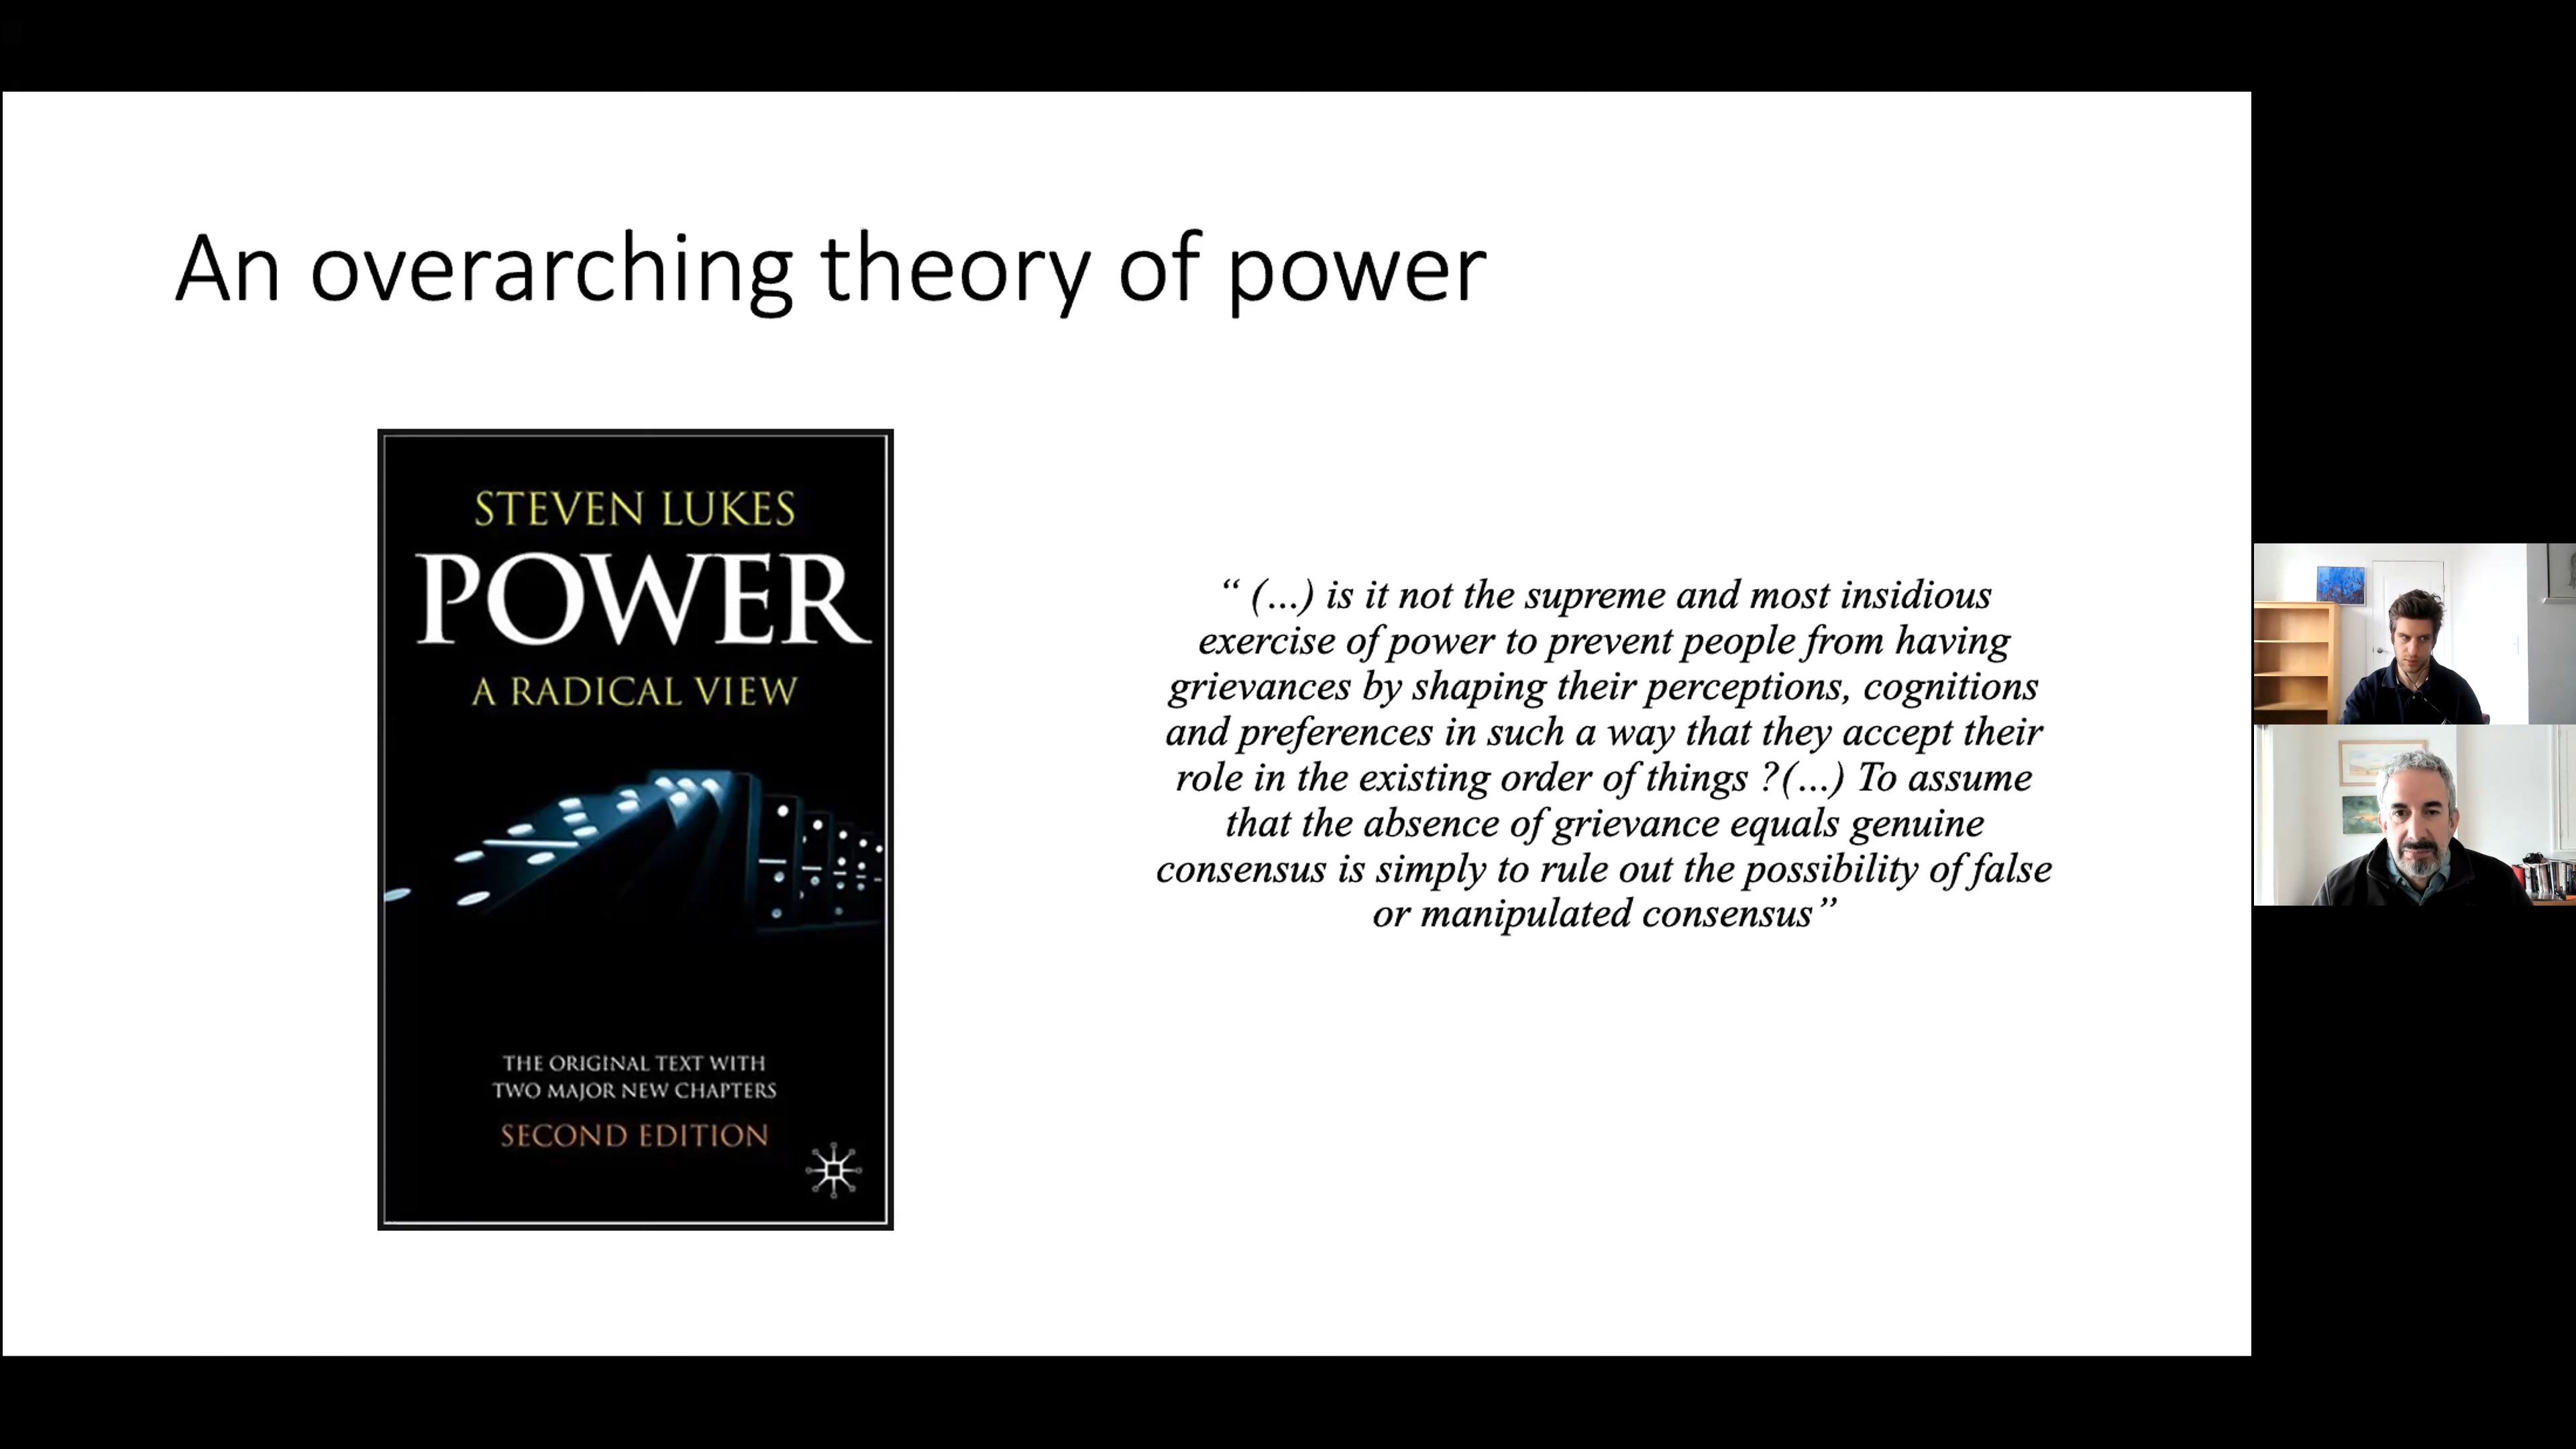 An overarching theory of power
STEVEN LUKES
POWER
A RADICAL VIEW
THE ORIGINAL TEXT WITH
TWO MAJOR NEW CHAPTERS
SECOND EDITION
“ (...) is it not the supreme and most insidious
exercise of power to prevent people from having
grievances by shaping their perceptions, cognitions
and preferences in such a way that they accept their
role in the existing order of things ?(...) To assume
that the absence of grievance equals genuine
consensus is simply to rule out the possibility of false
or manipulated consensus”